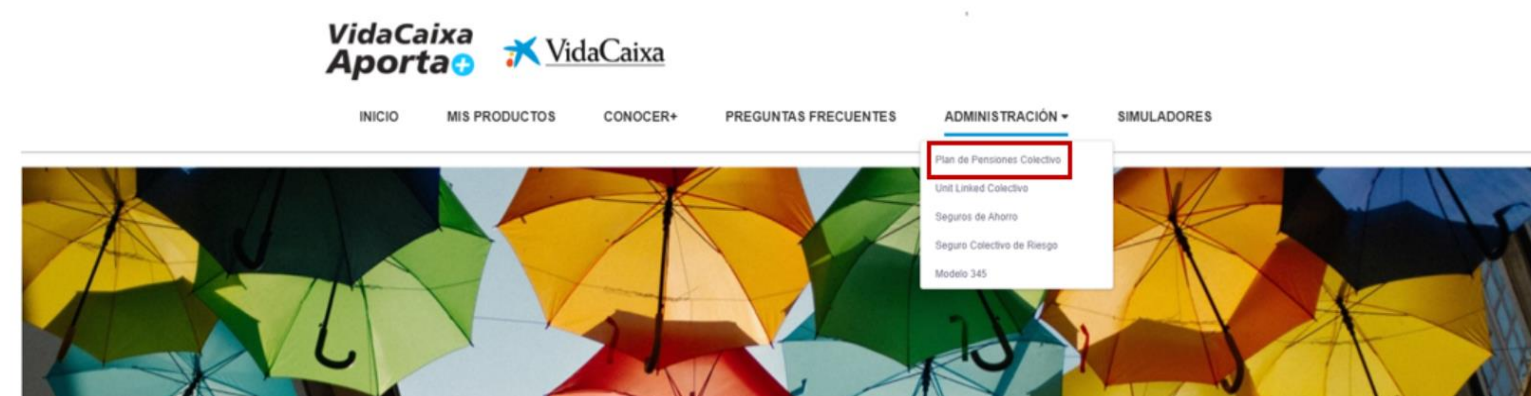 VidaCaixa
Aporta+
VidaCaixa
INICIO MIS PRODUCTOS CONOCER+ PREGUNTAS FRECUENTES ADMINISTRACIÓN SIMULADORES
Plan de Pensiones Colectivo
Unit Linked Colectivo
Seguros de Ahorro
Seguro Colectivo de Riesgo
Modelo 345